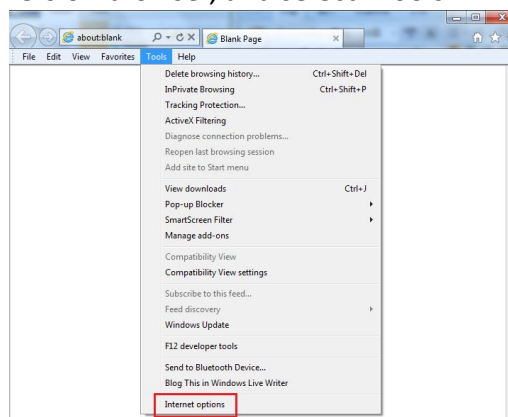 about:blank
Blank Page
File Edit View Favorites Tools Help
Delete browsing history... Ctrl+Shift+Del
InPrivate Browsing Ctrl+Shift+P
Tracking Protection...
ActiveX Filtering
Diagnose connection problems...
Reopen last browsing session
Add site to Start menu
View downloads Ctrl+J
Pop-up Blocker
SmartScreen Filter
Manage add-ons
Compatibility View
Compatibility View settings
Subscribe to this feed...
Feed discovery
Windows Update
F12 developer tools
Send to Bluetooth Device...
Blog This in Windows Live Writer
Internet options